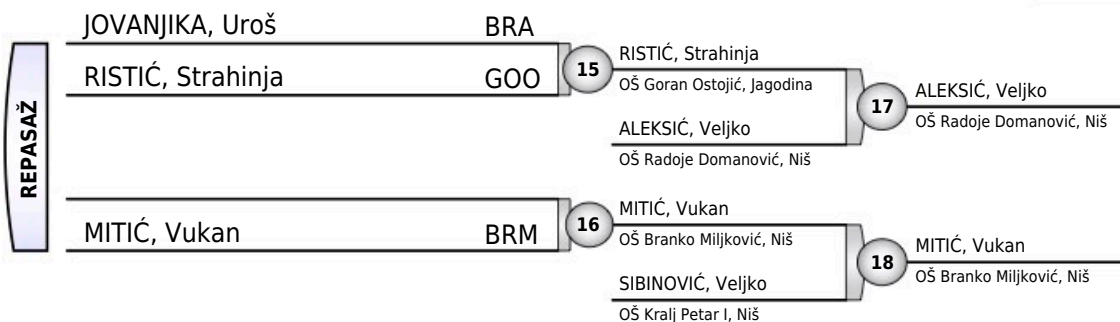 REPASAŽ
JOVANJIKA, Uroš BRA
RISTIĆ, Strahinja GOO
15
RISTIĆ, Strahinja
OŠ Goran Ostojić, Jagodina
ALEKSIĆ, Veljko
OŠ Radoje Domanović, Niš
17
ALEKSIĆ, Veljko
OŠ Radoje Domanović, Niš
MITIĆ, Vukan BRM
16
MITIĆ, Vukan
OŠ Branko Miljković, Niš
SIBINOVIĆ, Veljko
OŠ Kralj Petar I, Niš
18
MITIĆ, Vukan
OŠ Branko Miljković, Niš